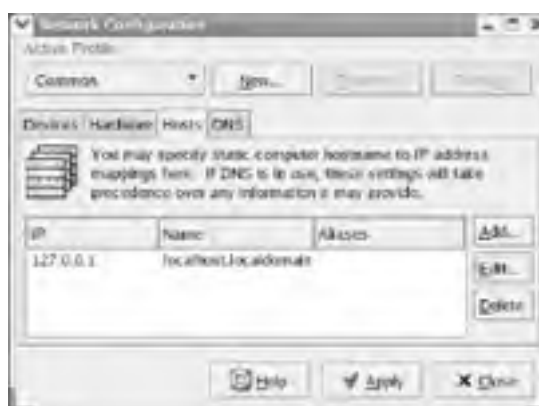 Network Configuration
Active Profile
Common
New...
Devices Hardware Hosts DNS
You may specify static computer hostname to IP address
mappings here. If DNS is in use, these settings will take
precedence over any information it may provide.
IP Name Aliases
127.0.0.1 localhost.localdomain
Add...
Edit...
Delete
Help Apply Close